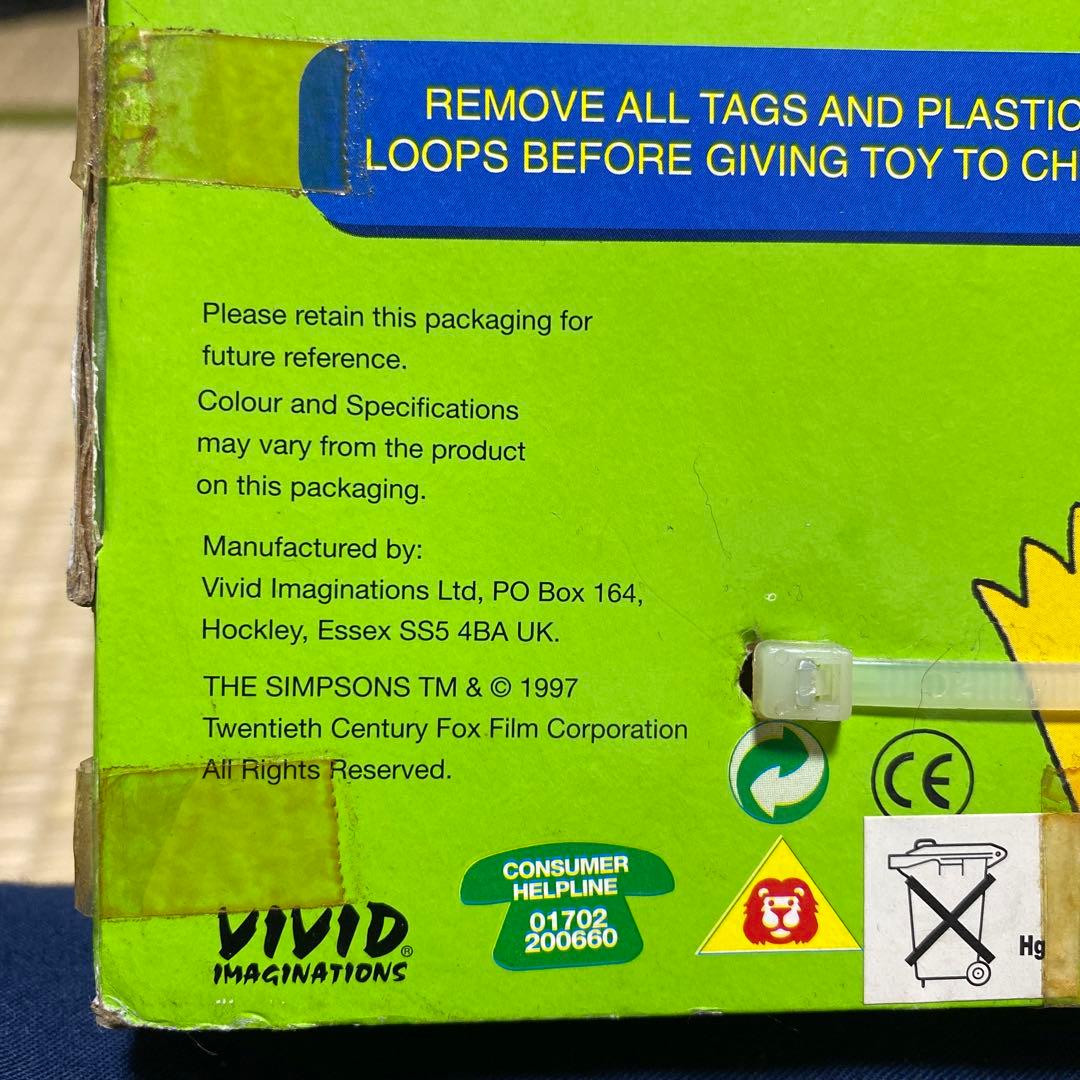 REMOVE ALL TAGS AND PLASTIC
LOOPS BEFORE GIVING TOY TO CH
Please retain this packaging for
future reference.
Colour and Specifications
may vary from the product
on this packaging.
Manufactured by:
Vivid Imaginations Ltd, PO Box 164,
Hockley, Essex SS5 4BA UK.
THE SIMPSONS TM & © 1997
Twentieth Century Fox Film Corporation
All Rights Reserved.
CE
CONSUMER
HELPLINE
01702
200660
VIVID®
IMAGINATIONS
Hg